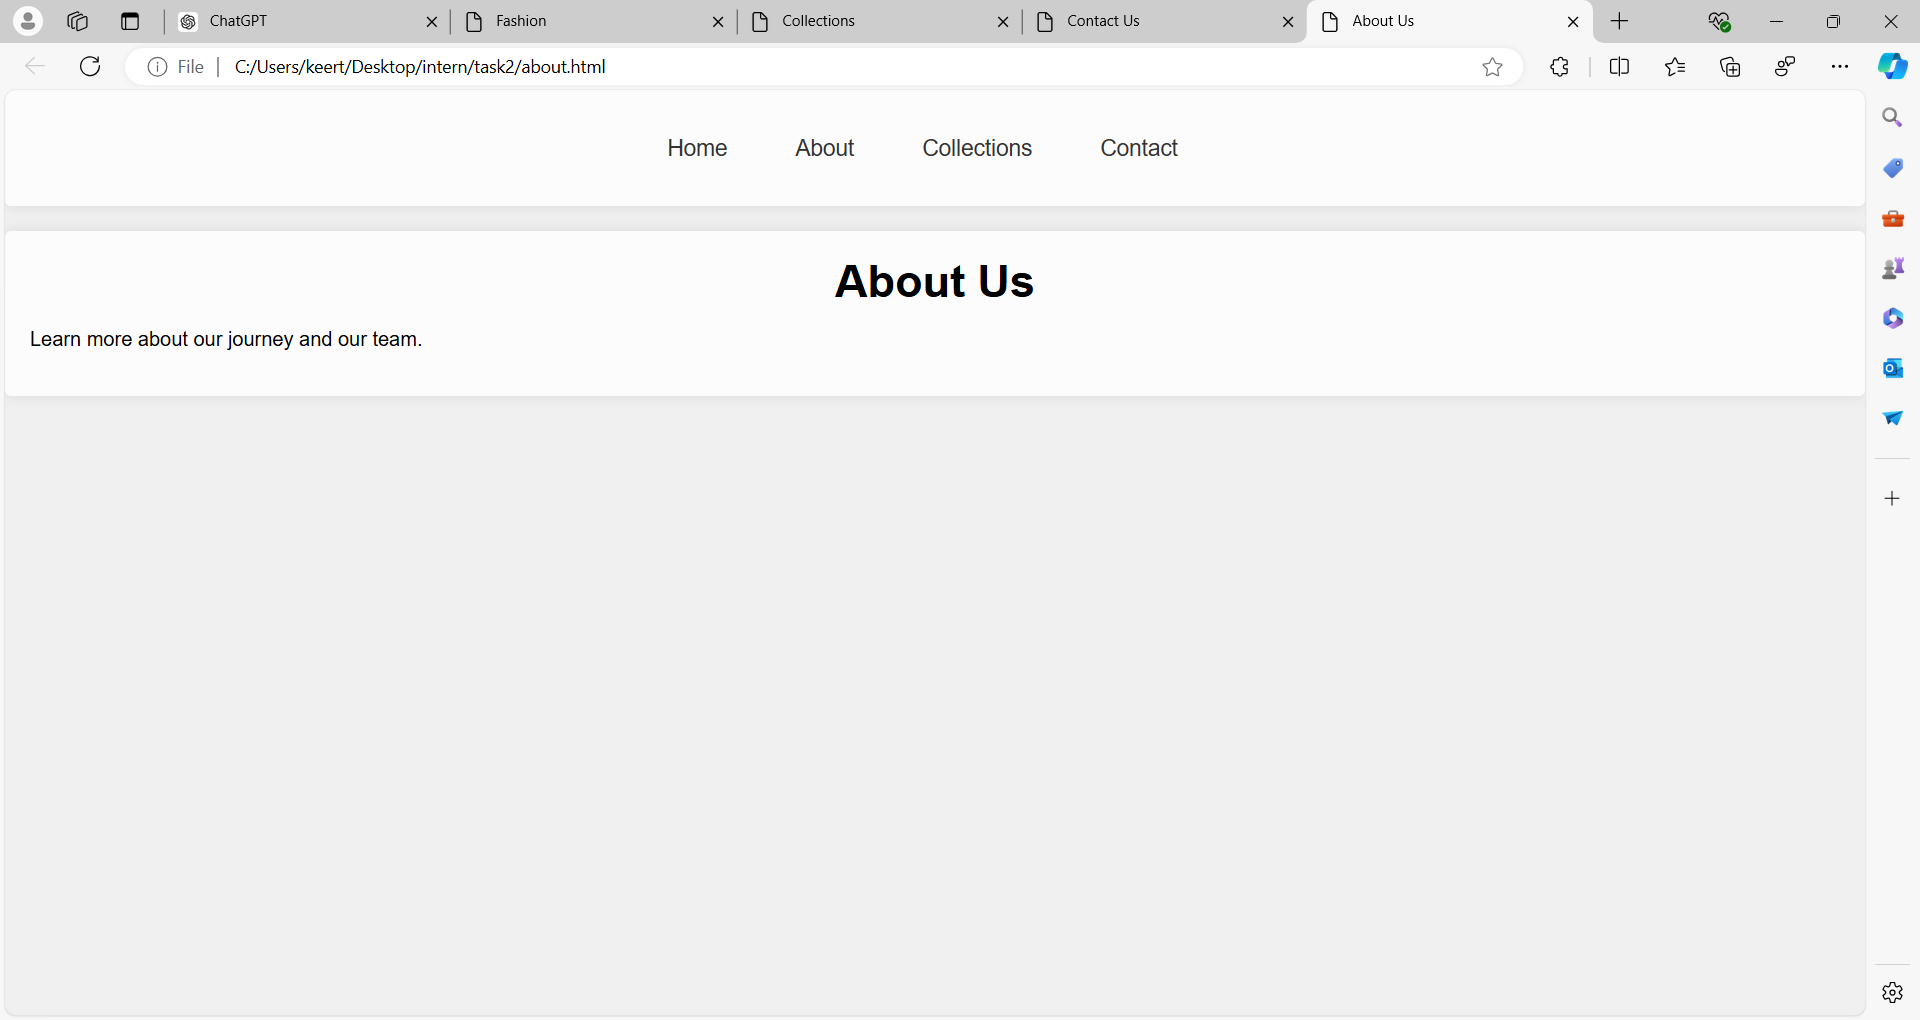 ChatGPT
Fashion
Collections
Contact Us
About Us
File
C:/Users/keert/Desktop/intern/task2/about.html
Home About Collections Contact
About Us
Learn more about our journey and our team.